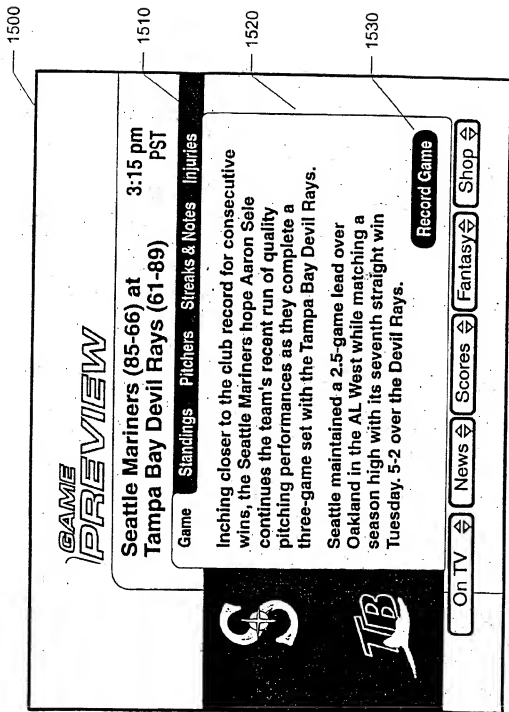 1500
1510
1520
1530
GAME
PREVIEW
Seattle Mariners (85-66) at 3:15 pm
Tampa Bay Devil Rays (61-89) PST
Game Standings Pitchers Streaks & Notes Injuries
Inching closer to the club record for consecutive
wins, the Seattle Mariners hope Aaron Sele
continues the team's recent run of quality
pitching performances as they complete a
three-game set with the Tampa Bay Devil Rays.
Seattle maintained a 2.5-game lead over
Oakland in the AL West while matching a
season high with its seventh straight win
Tuesday. 5-2 over the Devil Rays.
S
TB
Record Game
On TV News Scores Fantasy Shop